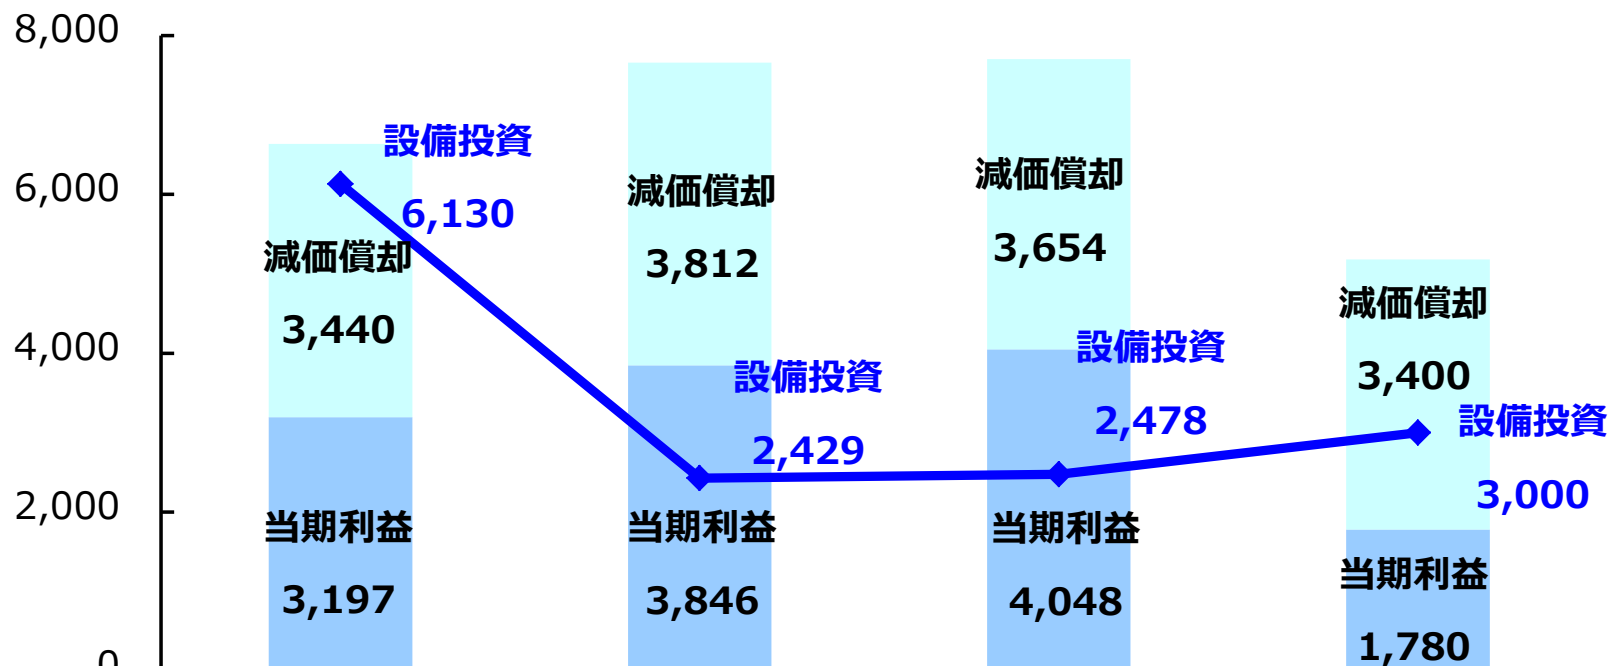 8,000
6,000
4,000
2,000
0
設備投資
6,130
減価償却
3,440
当期利益
3,197
減価償却
3,812
設備投資
2,429
当期利益
3,846
減価償却
3,654
設備投資
2,478
当期利益
4,048
減価償却
3,400
設備投資
3,000
当期利益
1,780